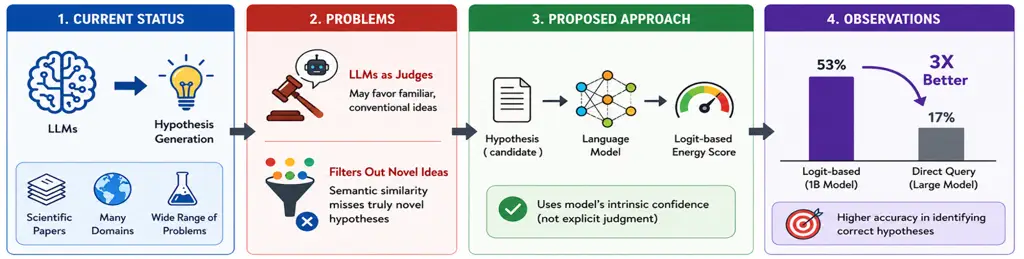 1. CURRENT STATUS
LLMs
Hypothesis
Generation
Scientific
Papers
Many
Domains
Wide Range of
Problems
2. PROBLEMS
LLMs as Judges
May favor familiar,
conventional ideas
Filters Out Novel Ideas
Semantic similarity
misses truly novel
hypotheses
3. PROPOSED APPROACH
Hypothesis
( candidate )
Language
Model
Logit-based
Energy Score
Uses model's intrinsic confidence
(not explicit judgment)
4. OBSERVATIONS
53%
3X
Better
17%
Logit-based
(1B Model)
Direct Query
(Large Model)
Higher accuracy in identifying
correct hypotheses